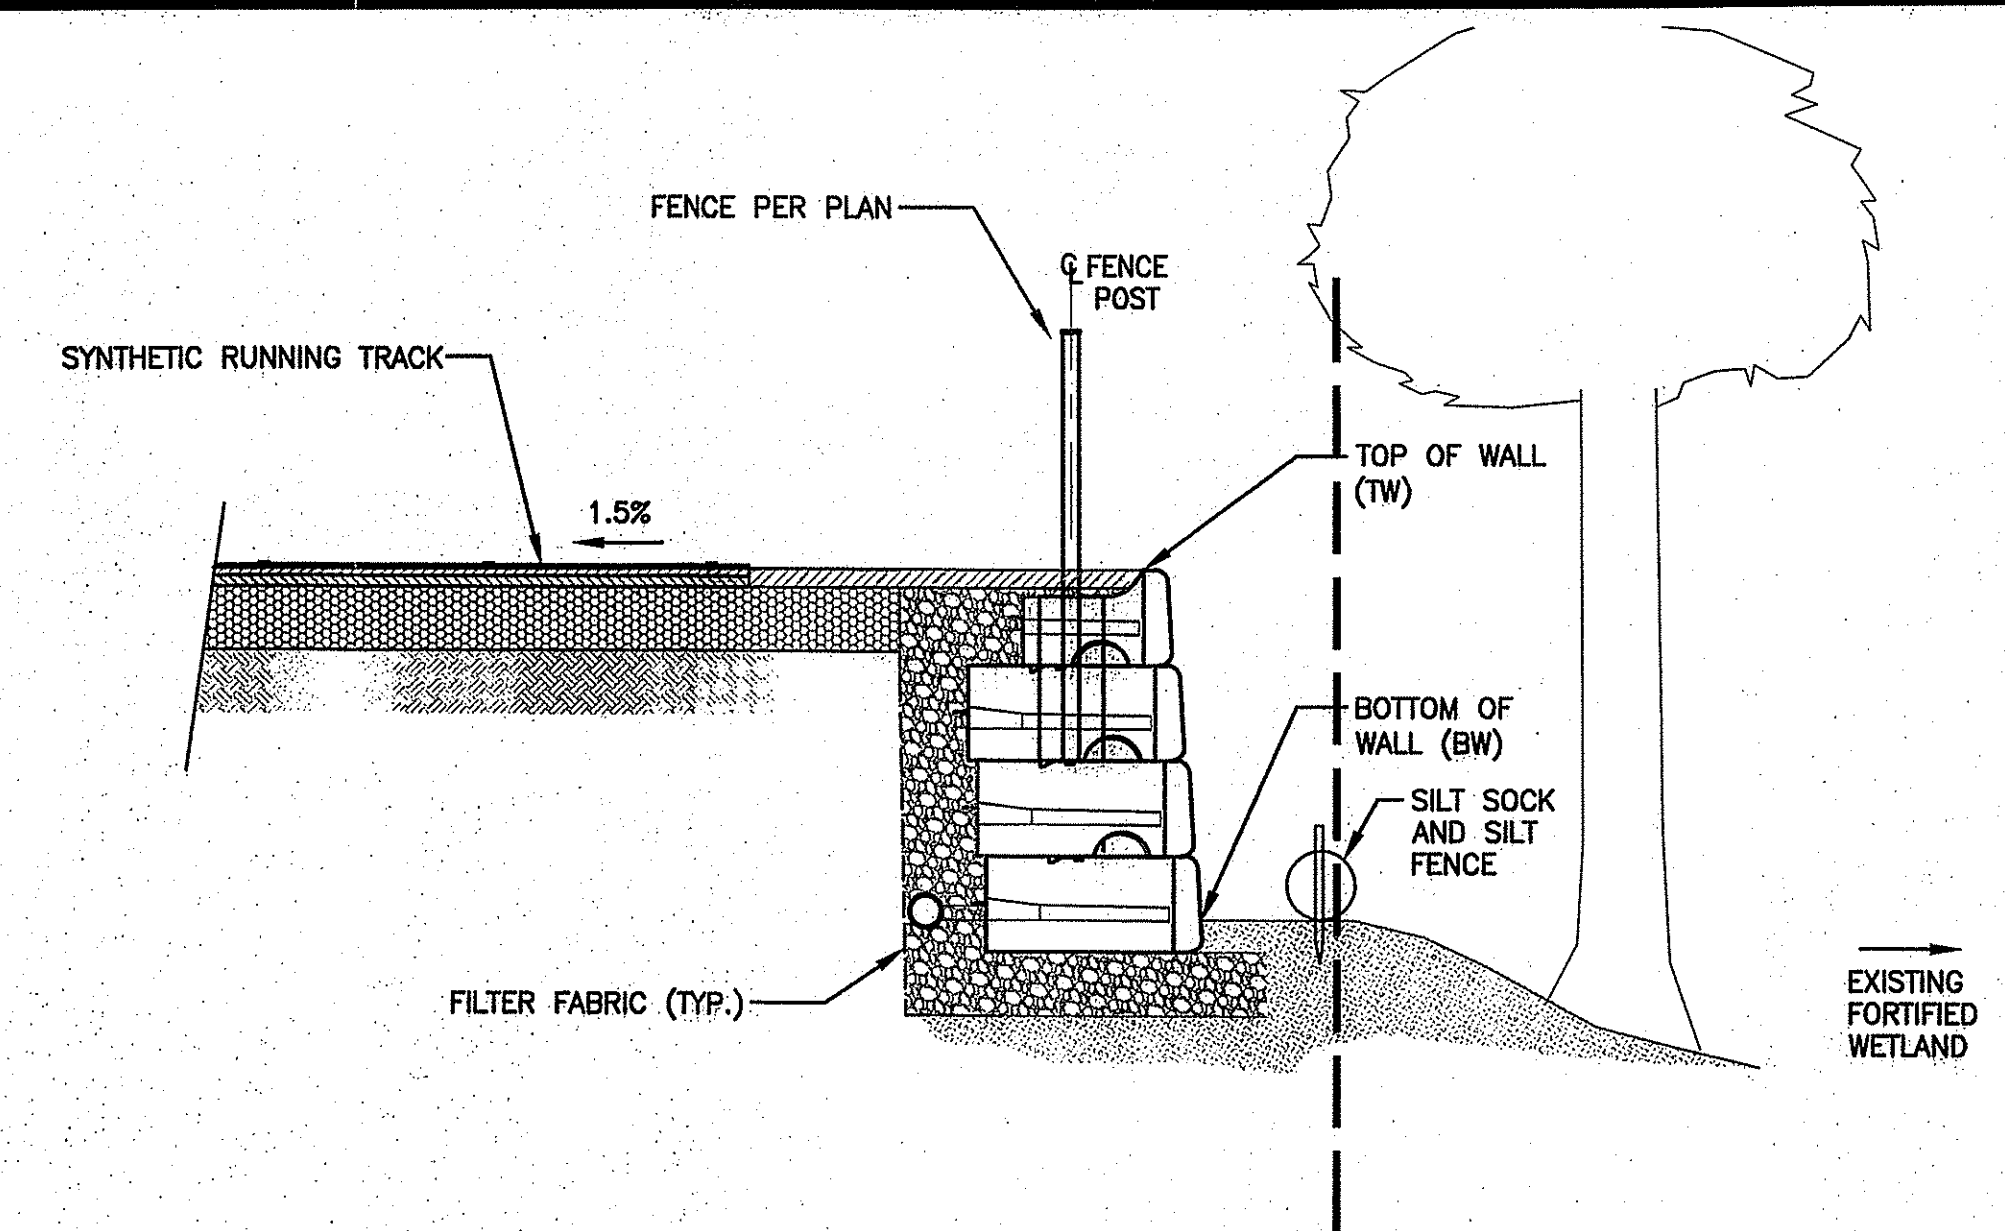 FENCE PER PLAN
℄ FENCE
POST
SYNTHETIC RUNNING TRACK
1.5%
TOP OF WALL
(TW)
BOTTOM OF
WALL (BW)
SILT SOCK
AND SILT
FENCE
FILTER FABRIC (TYP.)
EXISTING
FORTIFIED
WETLAND